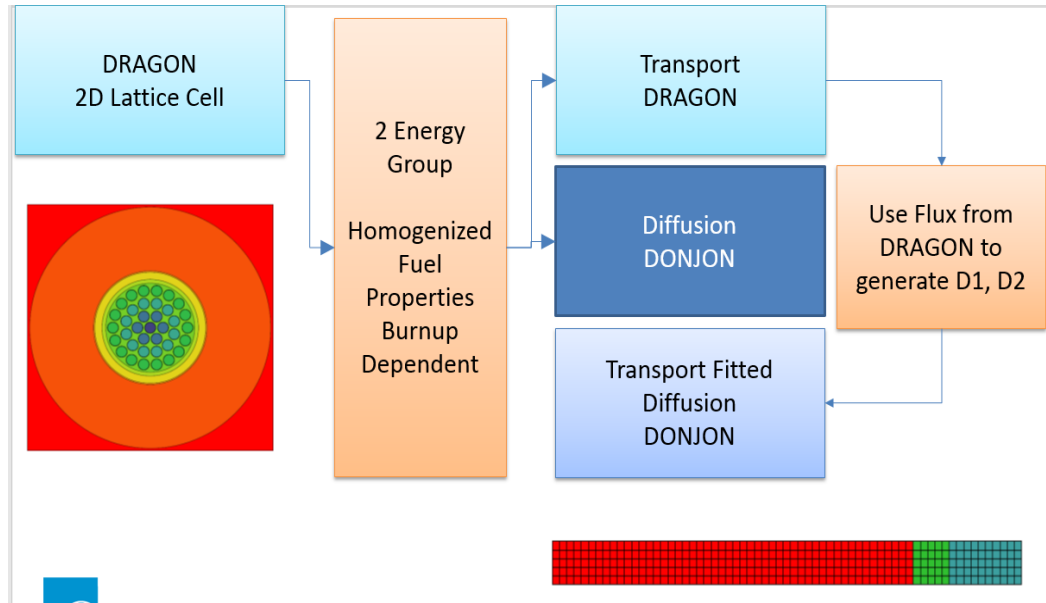 DRAGON
2D Lattice Cell
2 Energy
Group
Homogenized
Fuel
Properties
Burnup
Dependent
Transport
DRAGON
Diffusion
DONJON
Transport Fitted
Diffusion
DONJON
Use Flux from
DRAGON to
generate D1, D2